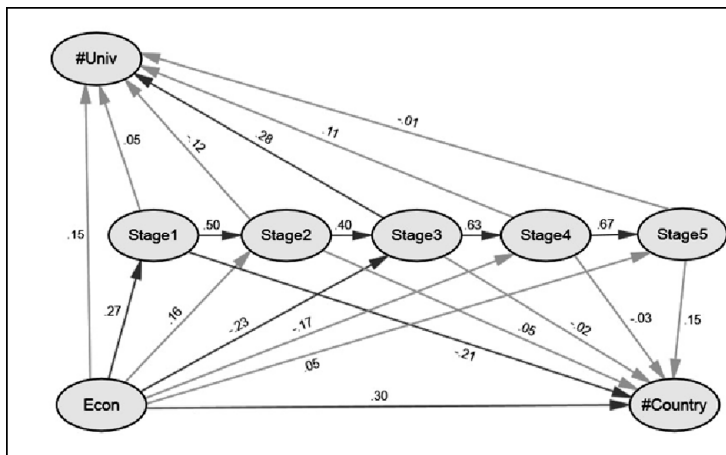 #Univ
-.01
.11
.05
-.12
.28
Stage1
.50
Stage2
.40
Stage3
.63
Stage4
.67
Stage5
.15
.27
.16
-.23
-.17
.05
-.21
.05
-.02
-.03
.15
Econ
.30
#Country